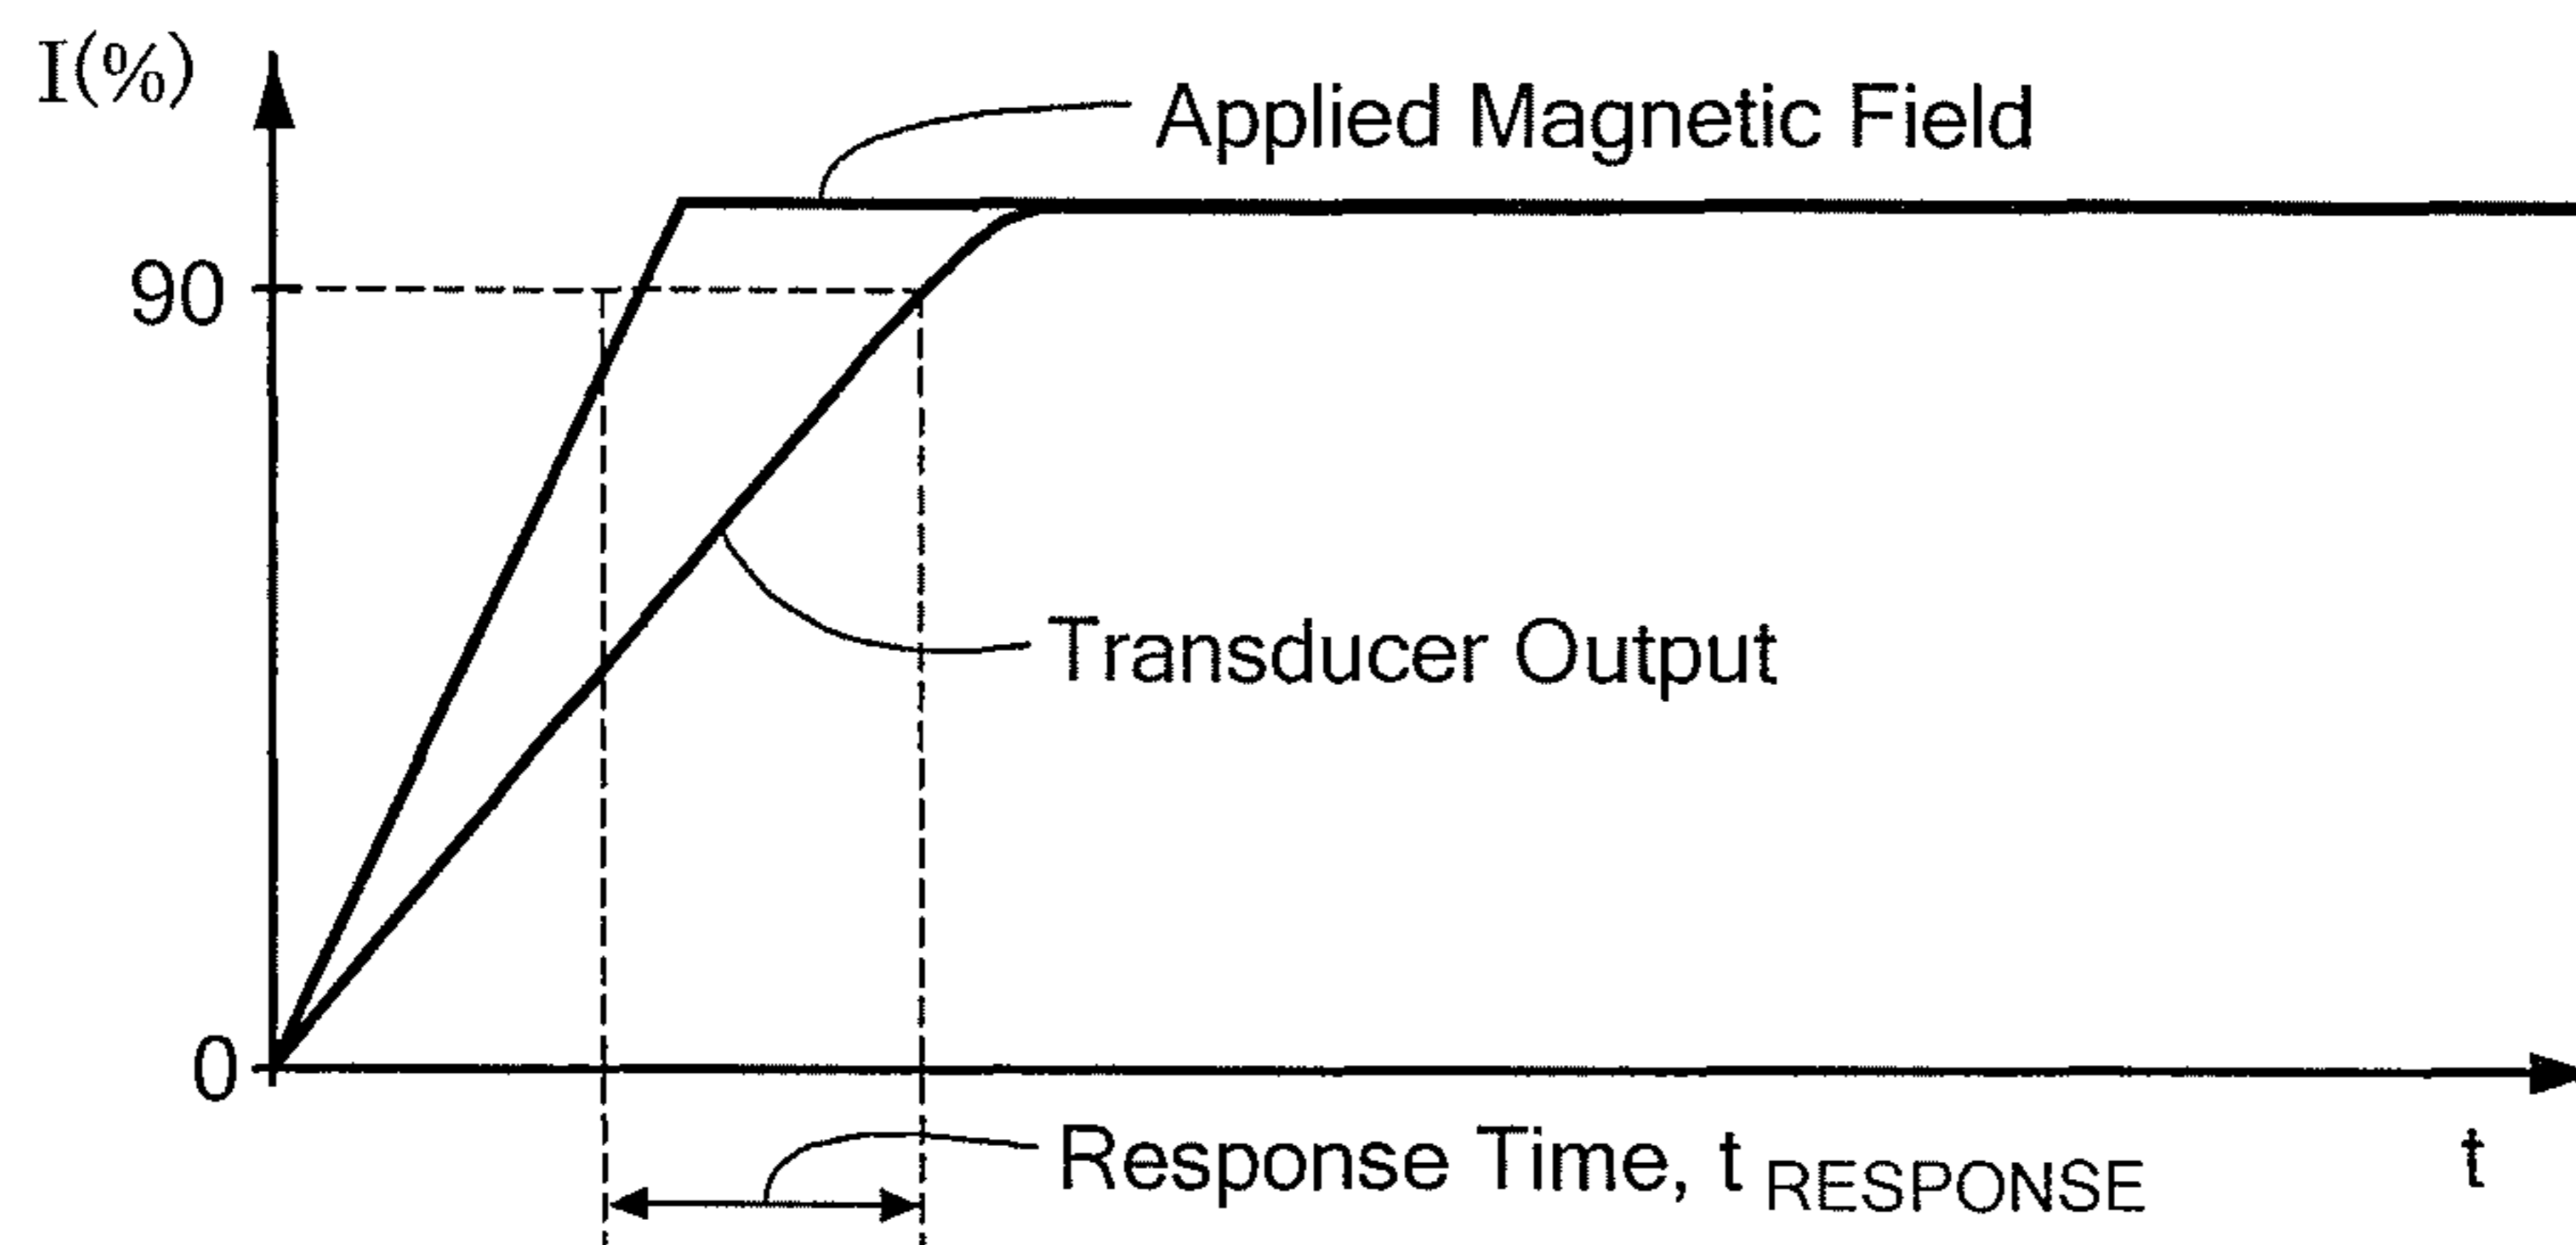 I(%)
Applied Magnetic Field
90
Transducer Output
0
Response Time, t RESPONSE
t